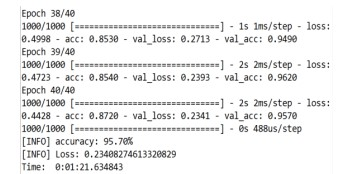 Epoch 38/40
1000/1000 [==============================] - 1s 1ms/step - loss:
0.4998 - acc: 0.8530 - val_loss: 0.2713 - val_acc: 0.9490
Epoch 39/40
1000/1000 [==============================] - 2s 2ms/step - loss:
0.4723 - acc: 0.8540 - val_loss: 0.2393 - val_acc: 0.9620
Epoch 40/40
1000/1000 [==============================] - 2s 2ms/step - loss:
0.4428 - acc: 0.8720 - val_loss: 0.2341 - val_acc: 0.9570
1000/1000 [==============================] - 0s 488us/step
[INFO] accuracy: 95.70%
[INFO] Loss: 0.23408274613320829
Time:  0:01:21.634843